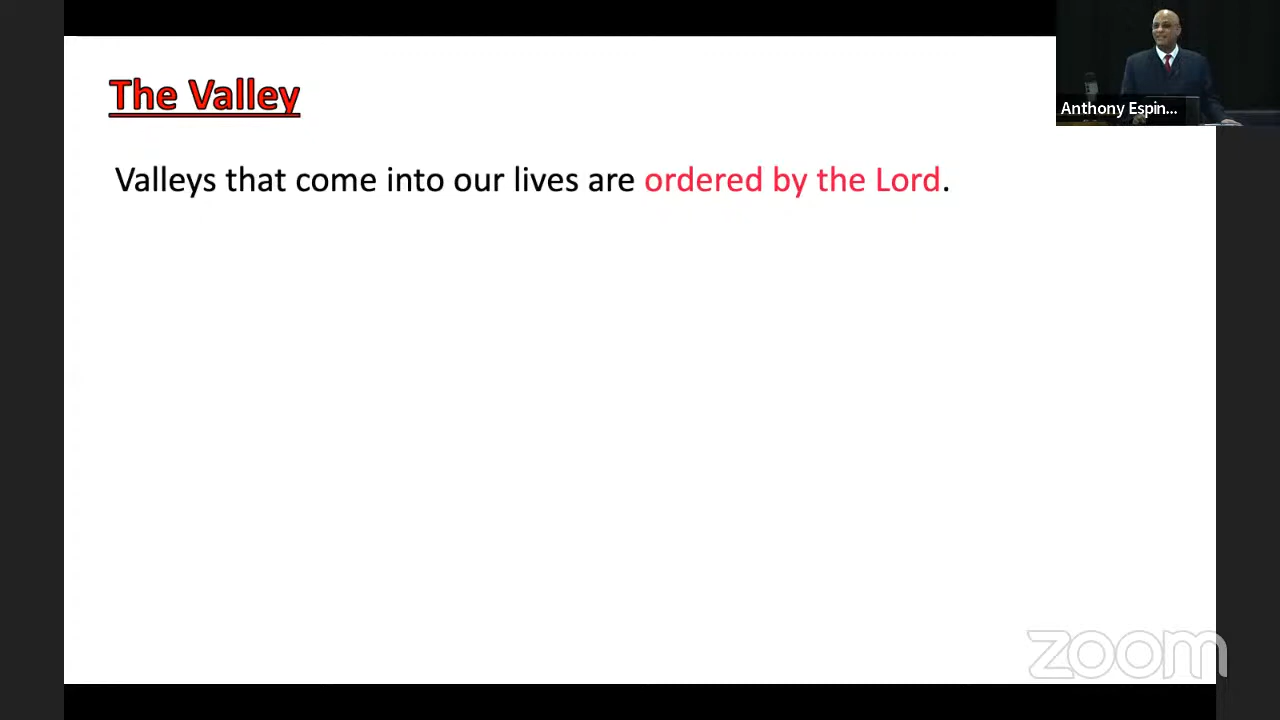 The Valley
Anthony Espin...
Valleys that come into our lives are ordered by the Lord.
zoom